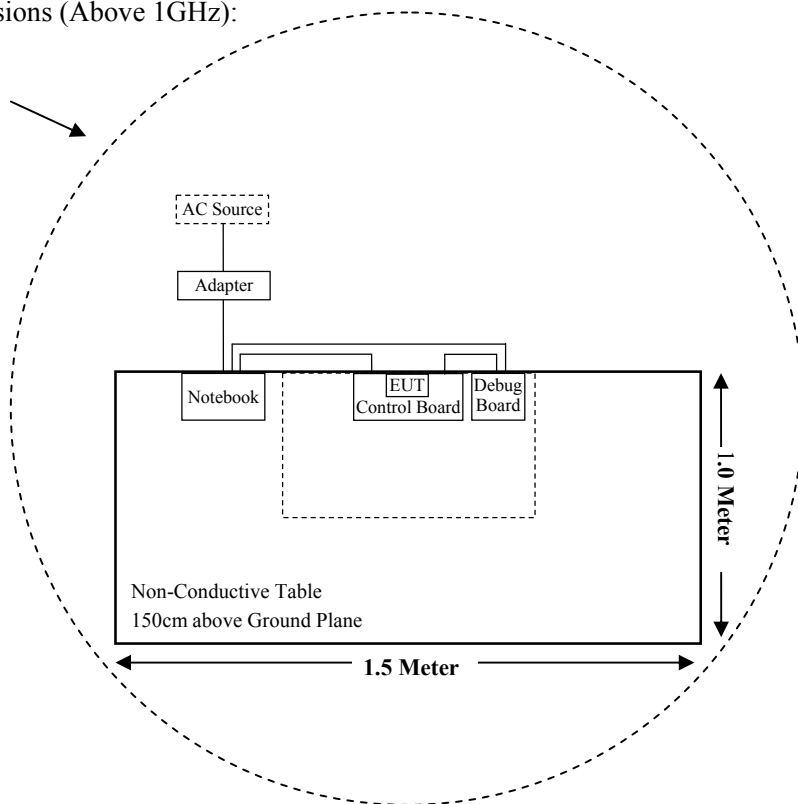 sions (Above 1GHz):
AC Source
Adapter
Notebook
EUT
Control Board
Debug
Board
1.0 Meter
Non-Conductive Table
150cm above Ground Plane
1.5 Meter